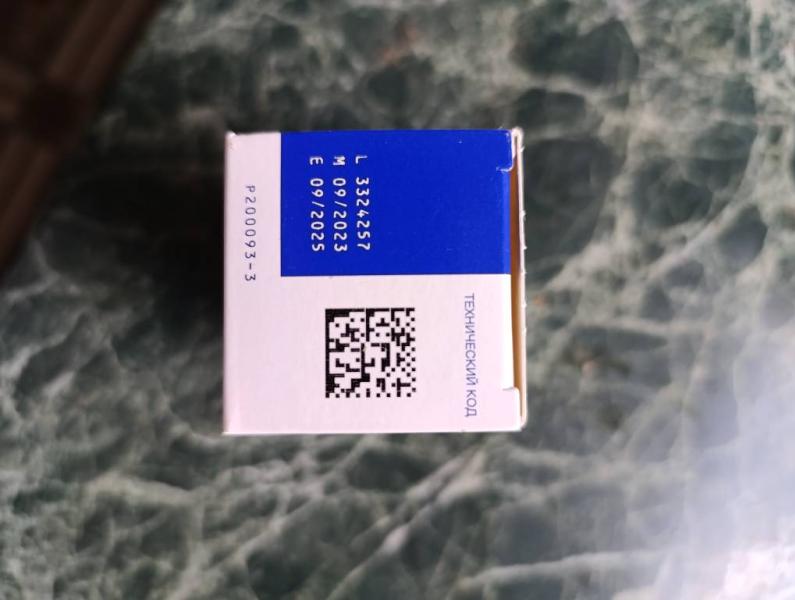 L 3324257
M 09/2023
E 09/2025
ТЕХНИЧЕСКИЙ КОД
P200093-3